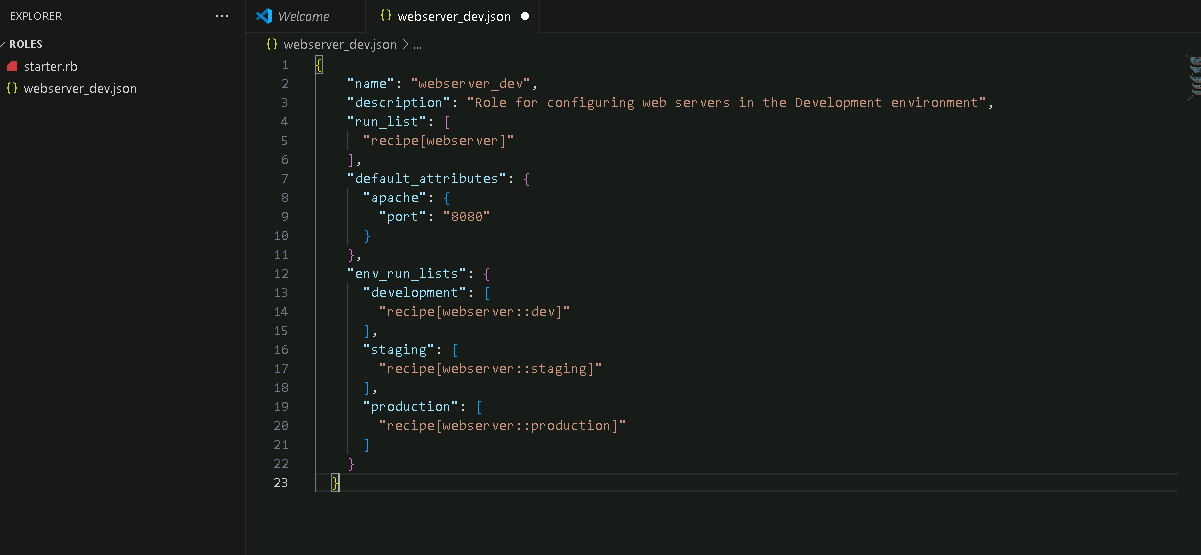 EXPLORER
...
ROLES
starter.rb
{} webserver_dev.json
Welcome
{} webserver_dev.json
{} webserver_dev.json > ...
1 {
2 "name": "webserver_dev",
3 "description": "Role for configuring web servers in the Development environment",
4 "run_list": [
5 "recipe[webserver]"
6 ],
7 "default_attributes": {
8 "apache": {
9 "port": "8080"
10 }
11 },
12 "env_run_lists": {
13 "development": [
14 "recipe[webserver::dev]"
15 ],
16 "staging": [
17 "recipe[webserver::staging]"
18 ],
19 "production": [
20 "recipe[webserver::production]"
21 ]
22 }
23 }